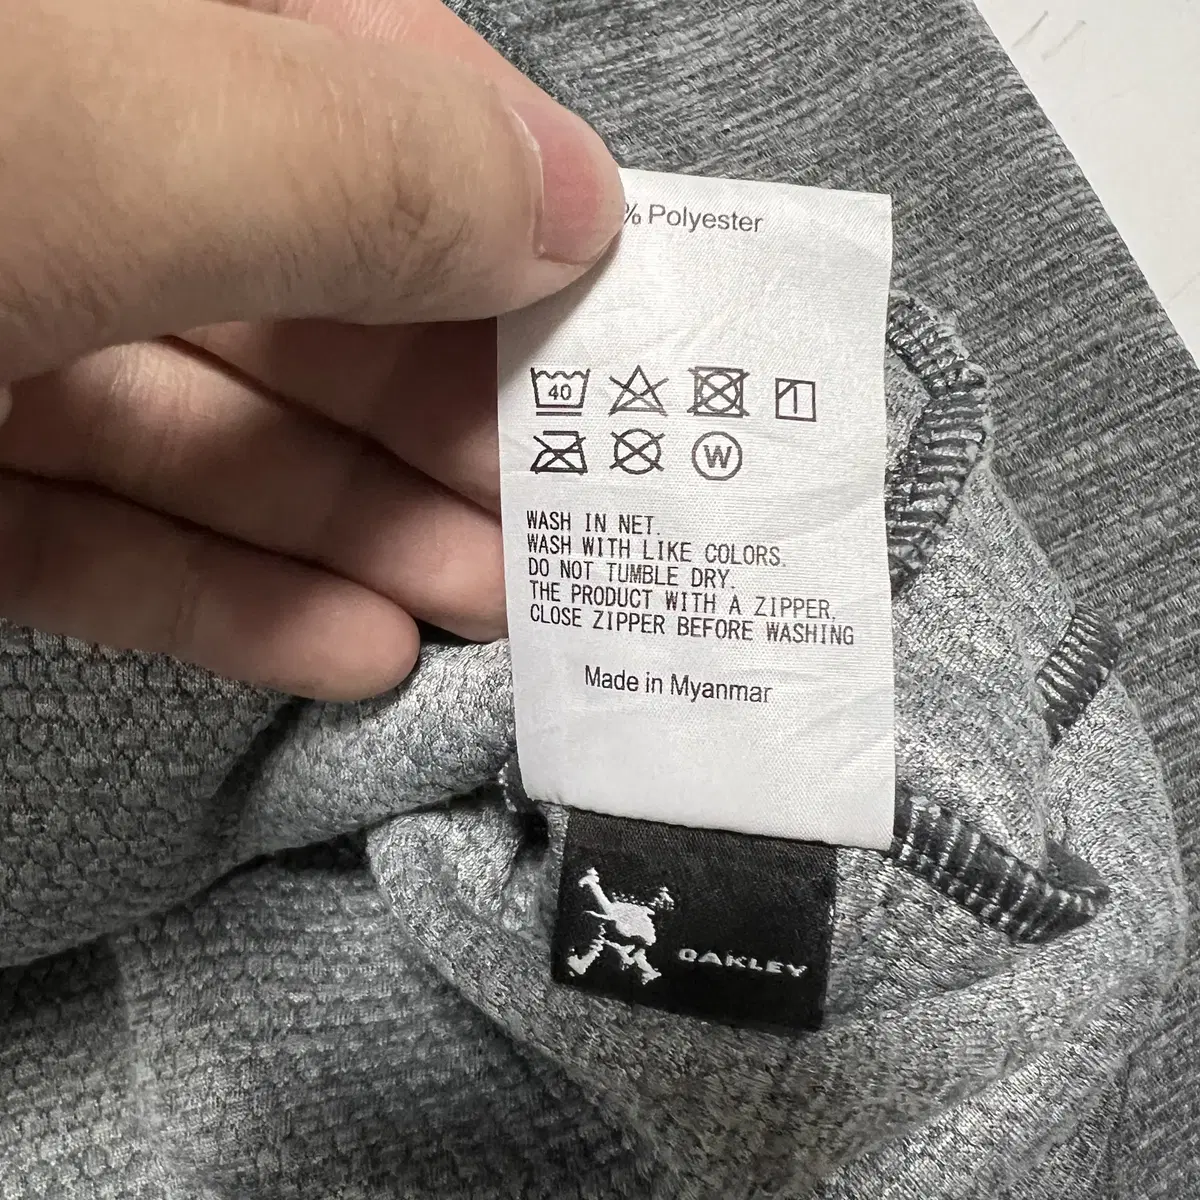 % Polyester
40
W
WASH IN NET.
WASH WITH LIKE COLORS.
DO NOT TUMBLE DRY.
THE PRODUCT WITH A ZIPPER,
CLOSE ZIPPER BEFORE WASHING
Made in Myanmar
OAKLEY